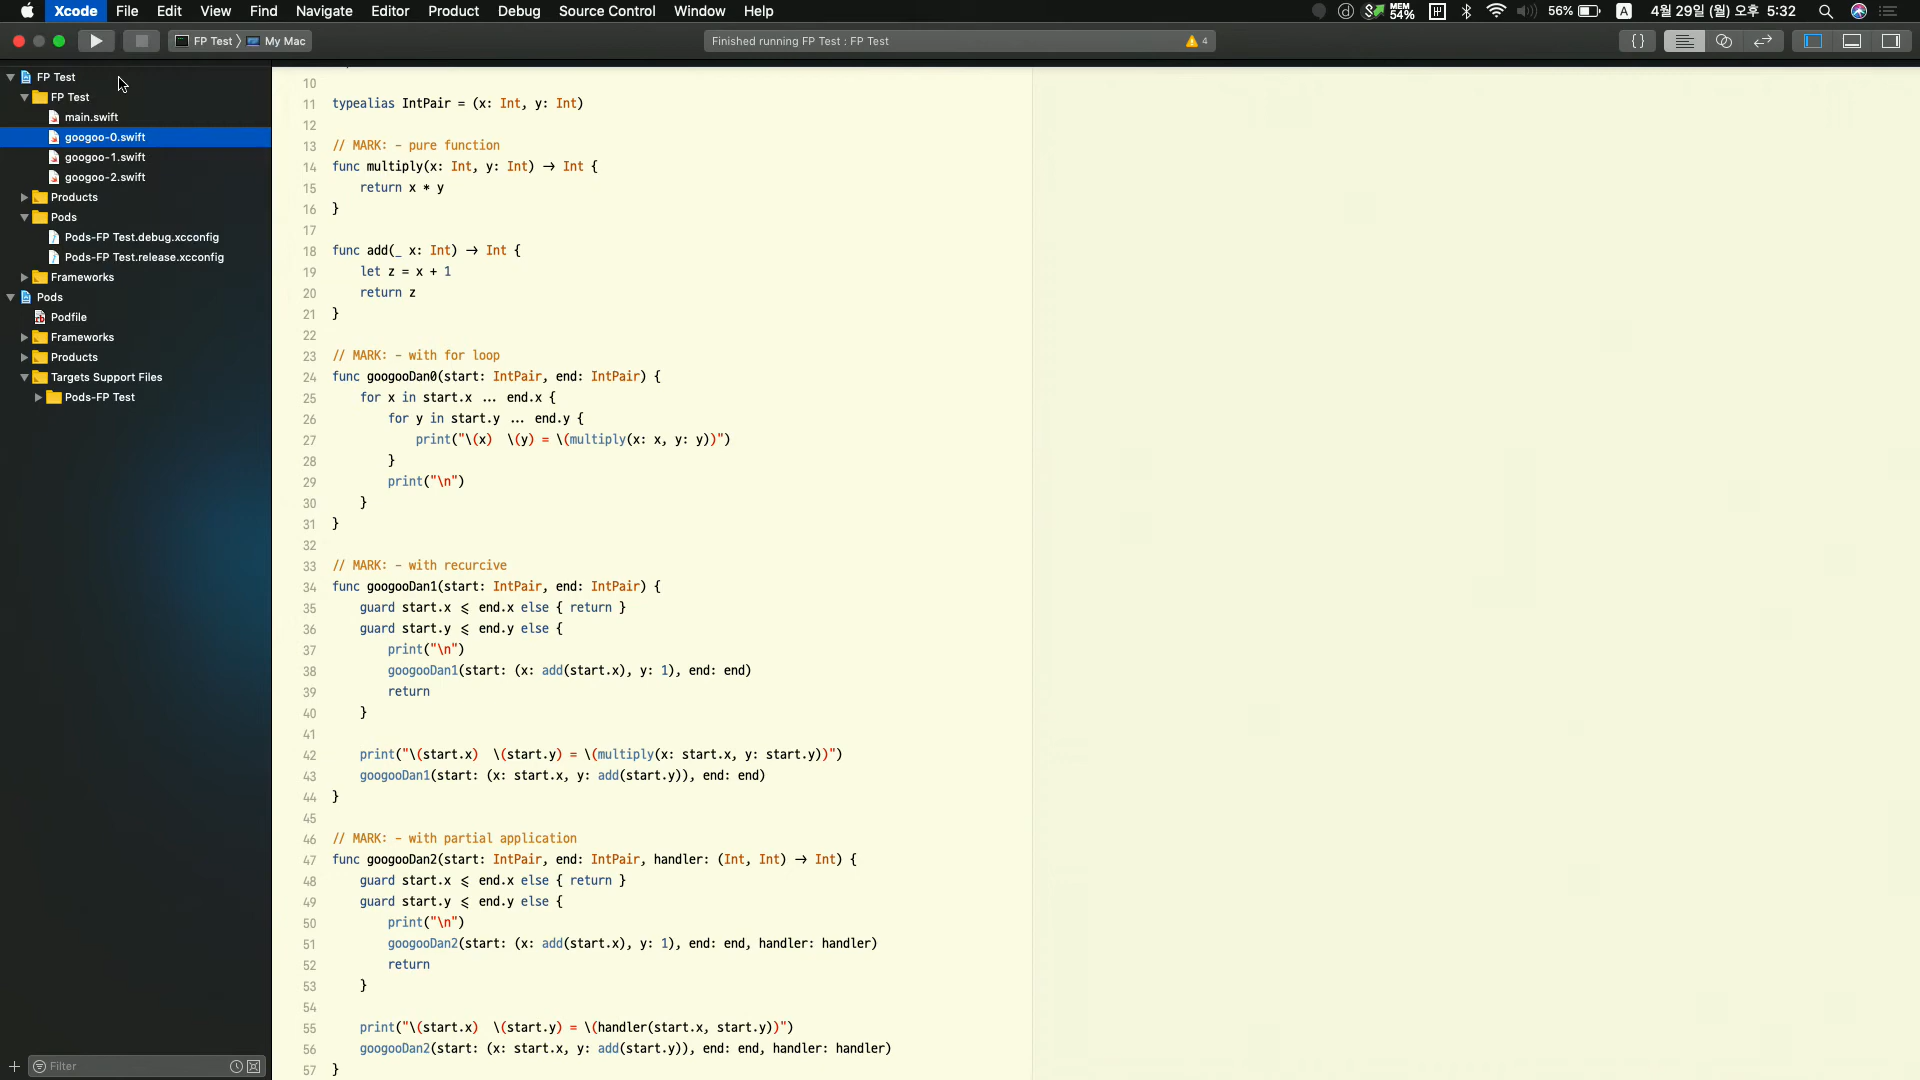 Xcode File Edit View Find Navigate Editor Product Debug Source Control Window Help
MEM 54% 56% A 4월 29일 (월) 오후 5:32
FP Test My Mac
Finished running FP Test : FP Test 4
{}
FP Test
FP Test
main.swift
googoo-0.swift
googoo-1.swift
googoo-2.swift
Products
Pods
Pods-FP Test.debug.xcconfig
Pods-FP Test.release.xcconfig
Frameworks
Pods
Podfile
Frameworks
Products
Targets Support Files
Pods-FP Test
Filter
10
11 typealias IntPair = (x: Int, y: Int)
12
13 // MARK: - pure function
14 func multiply(x: Int, y: Int) → Int {
15 return x * y
16 }
17
18 func add(_ x: Int) → Int {
19 let z = x + 1
20 return z
21 }
22
23 // MARK: - with for loop
24 func googooDan0(start: IntPair, end: IntPair) {
25 for x in start.x ... end.x {
26 for y in start.y ... end.y {
27 print("\(x)  \(y) = \(multiply(x: x, y: y))")
28 }
29 print("\n")
30 }
31 }
32
33 // MARK: - with recurcive
34 func googooDan1(start: IntPair, end: IntPair) {
35 guard start.x ⩽ end.x else { return }
36 guard start.y ⩽ end.y else {
37 print("\n")
38 googooDan1(start: (x: add(start.x), y: 1), end: end)
39 return
40 }
41
42 print("\(start.x)  \(start.y) = \(multiply(x: start.x, y: start.y))")
43 googooDan1(start: (x: start.x, y: add(start.y)), end: end)
44 }
45
46 // MARK: - with partial application
47 func googooDan2(start: IntPair, end: IntPair, handler: (Int, Int) → Int) {
48 guard start.x ⩽ end.x else { return }
49 guard start.y ⩽ end.y else {
50 print("\n")
51 googooDan2(start: (x: add(start.x), y: 1), end: end, handler: handler)
52 return
53 }
54
55 print("\(start.x)  \(start.y) = \(handler(start.x, start.y))")
56 googooDan2(start: (x: start.x, y: add(start.y)), end: end, handler: handler)
57 }